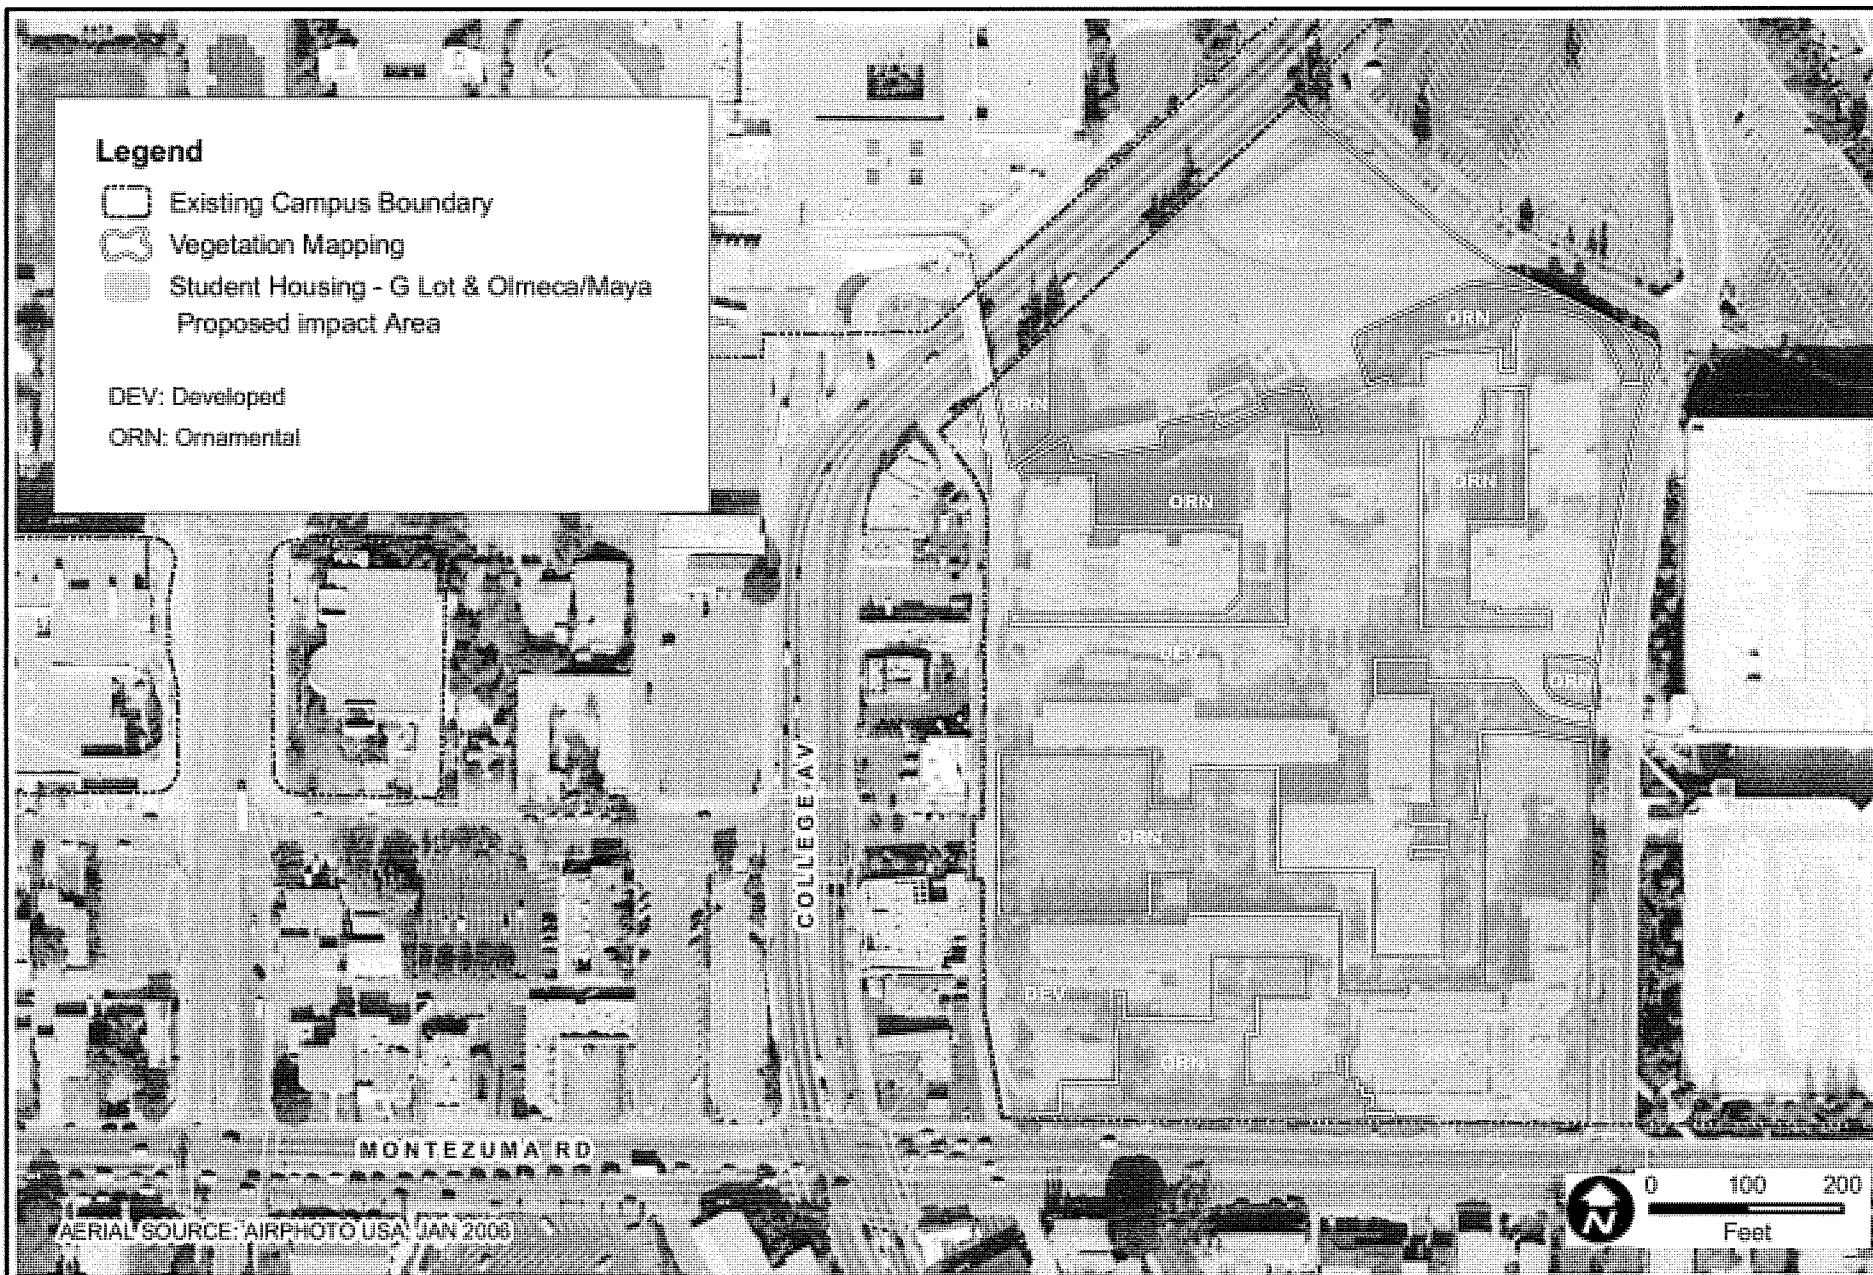 Legend
Existing Campus Boundary
Vegetation Mapping
Student Housing - G Lot & Olmeca/Maya
Proposed Impact Area
DEV: Developed
ORN: Ornamental
ORN
ORN
ORN
ORN
DEV
ORN
ORN
DEV
ORN
COLLEGE AV
MONTEZUMA RD
AERIAL SOURCE: AIRPHOTO USA, JAN 2006
N
0 100 200
Feet